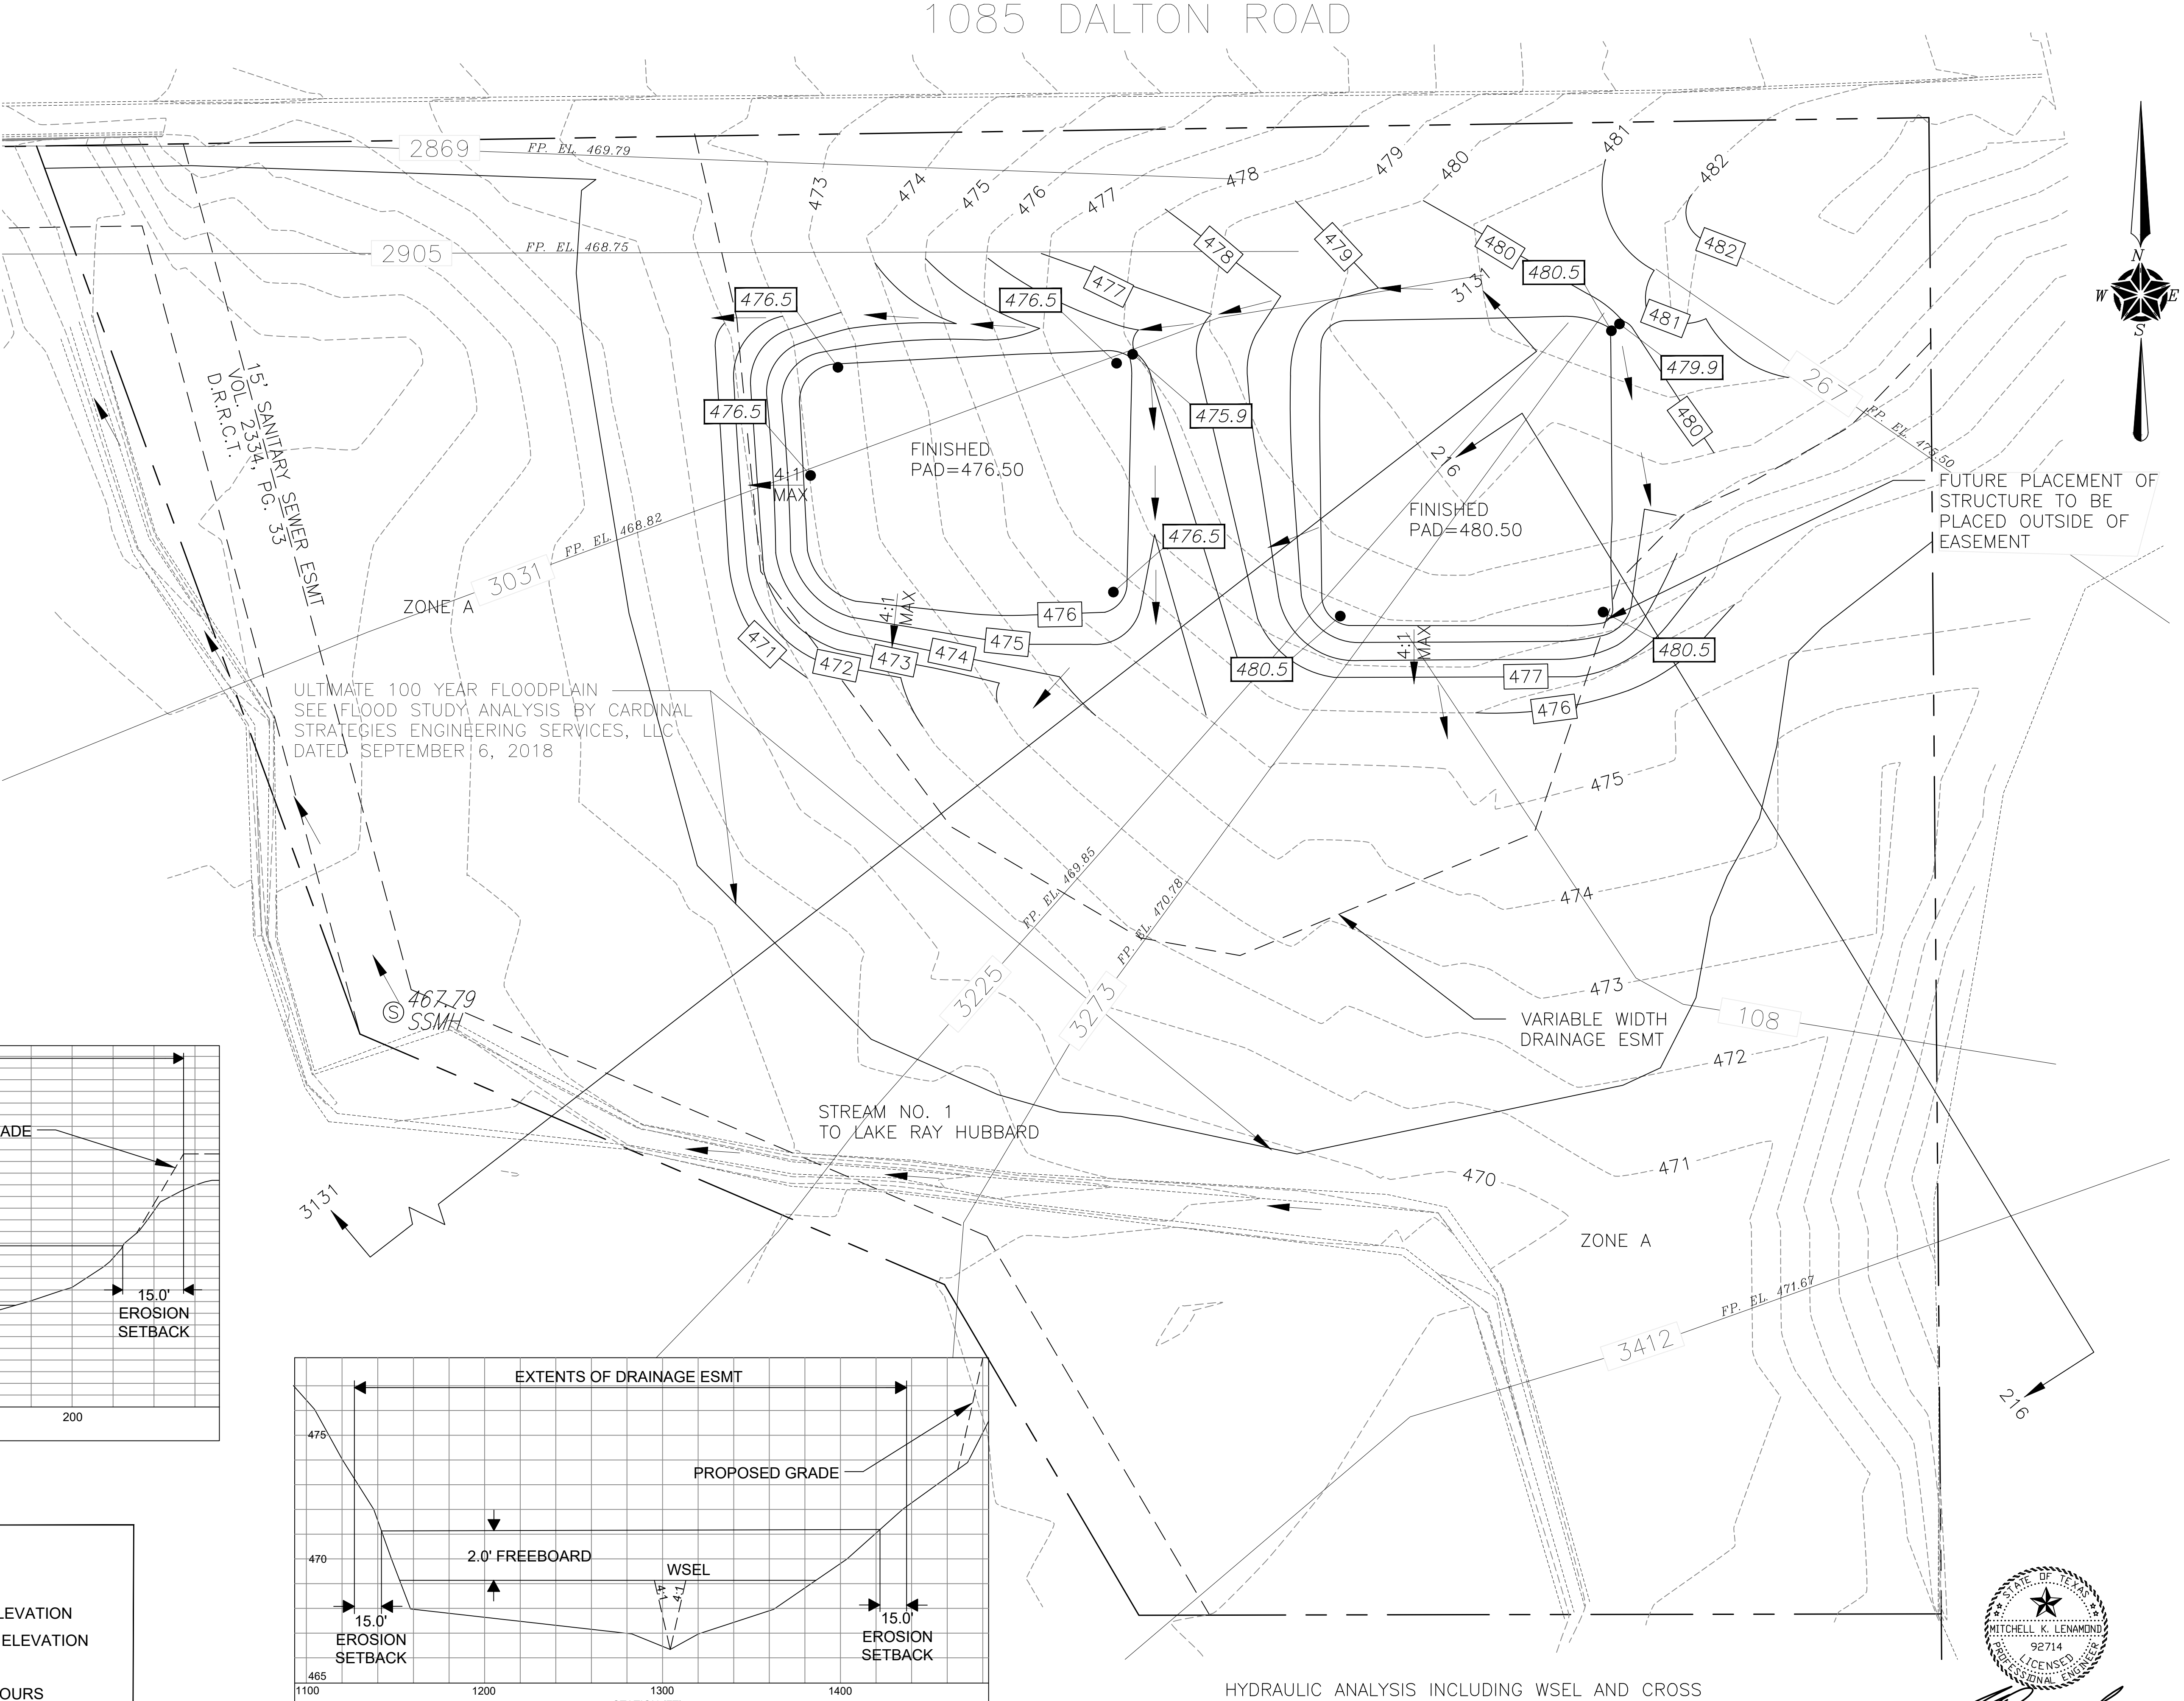 1085 DALTON ROAD
2869
FP. EL. 469.79
2905
FP. EL. 468.75
473
474
475
476
477
478
479
480
481
482
478
479
480
482
477
481
480
476.5
476.5
480.5
3131
479.9
267
FP. EL. 475.50
N
W
E
S
476.5
475.9
FINISHED
PAD=476.50
4:1
MAX
216
FINISHED
PAD=480.50
476.5
FUTURE PLACEMENT OF
STRUCTURE TO BE
PLACED OUTSIDE OF
EASEMENT
15' SANITARY SEWER ESMT
VOL. 2334, PG. 33
D.R.R.C.T.
FP. EL. 468.82
3031
ZONE A
4:1
MAX
476
475
474
473
472
471
480.5
4:1
MAX
480.5
477
476
ULTIMATE 100 YEAR FLOODPLAIN
SEE FLOOD STUDY ANALYSIS BY CARDINAL
STRATEGIES ENGINEERING SERVICES, LLC
DATED SEPTEMBER 6, 2018
475
474
473
472
471
470
FP. EL. 469.85
FP. EL. 470.78
3225
3273
108
VARIABLE WIDTH
DRAINAGE ESMT
S
467.79
SSMH
STREAM NO. 1
TO LAKE RAY HUBBARD
3131
ZONE A
FP. EL. 471.67
3412
216
ADE
15.0'
EROSION
SETBACK
200
EXTENTS OF DRAINAGE ESMT
475
PROPOSED GRADE
470
2.0' FREEBOARD
WSEL
4:1
4:1
15.0'
EROSION
SETBACK
15.0'
EROSION
SETBACK
465
1100
1200
1300
1400
LEVATION
ELEVATION
OURS
HYDRAULIC ANALYSIS INCLUDING WSEL AND CROSS
STATE OF TEXAS
MITCHELL K. LENAMOND
92714
LICENSED
PROFESSIONAL ENGINEER